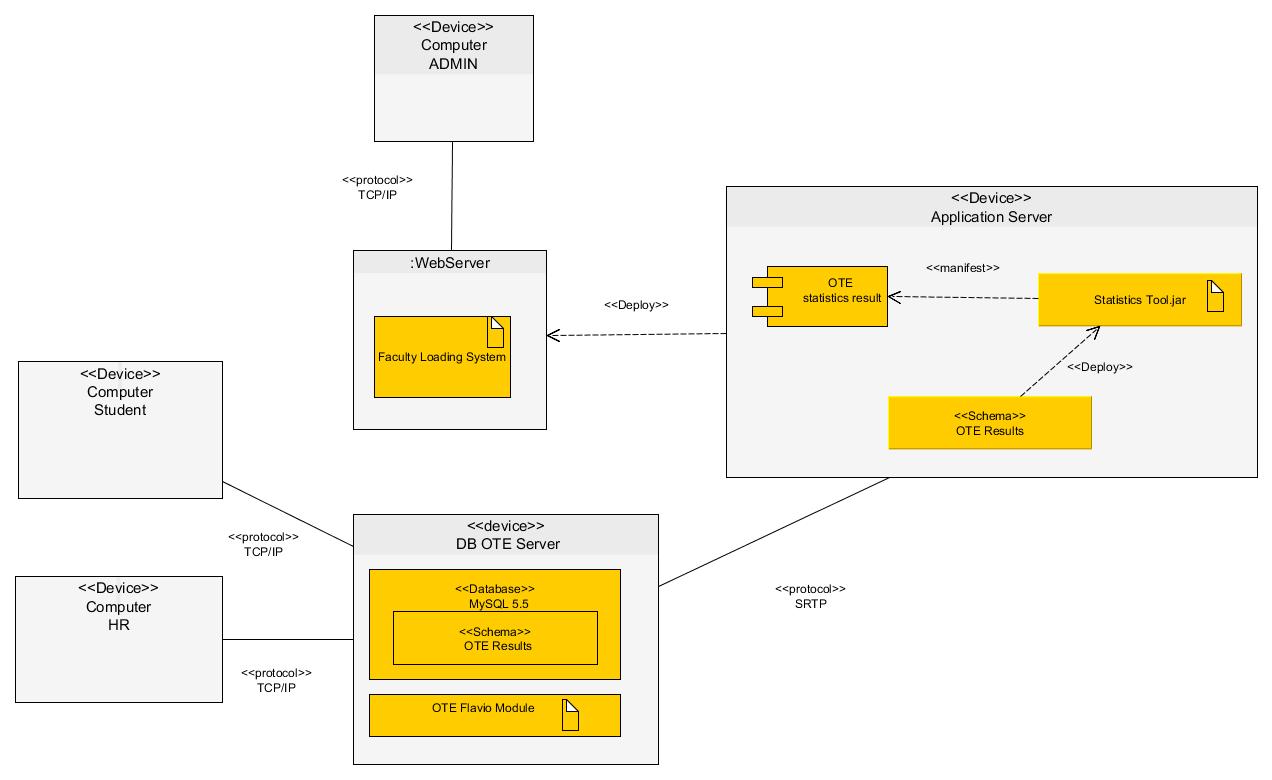 <<Device>>
Computer
ADMIN
<<protocol>>
TCP/IP
<<Device>>
Application Server
:WebServer
<<manifest>>
OTE
statistics result
Statistics Tool.jar
<<Deploy>>
Faculty Loading System
<<Deploy>>
<<Device>>
Computer
Student
<<Schema>>
OTE Results
<<protocol>>
TCP/IP
<<device>>
DB OTE Server
<<Device>>
Computer
HR
<<Database>>
MySQL 5.5
<<Schema>>
OTE Results
<<protocol>>
SRTP
<<protocol>>
TCP/IP
OTE Flavio Module